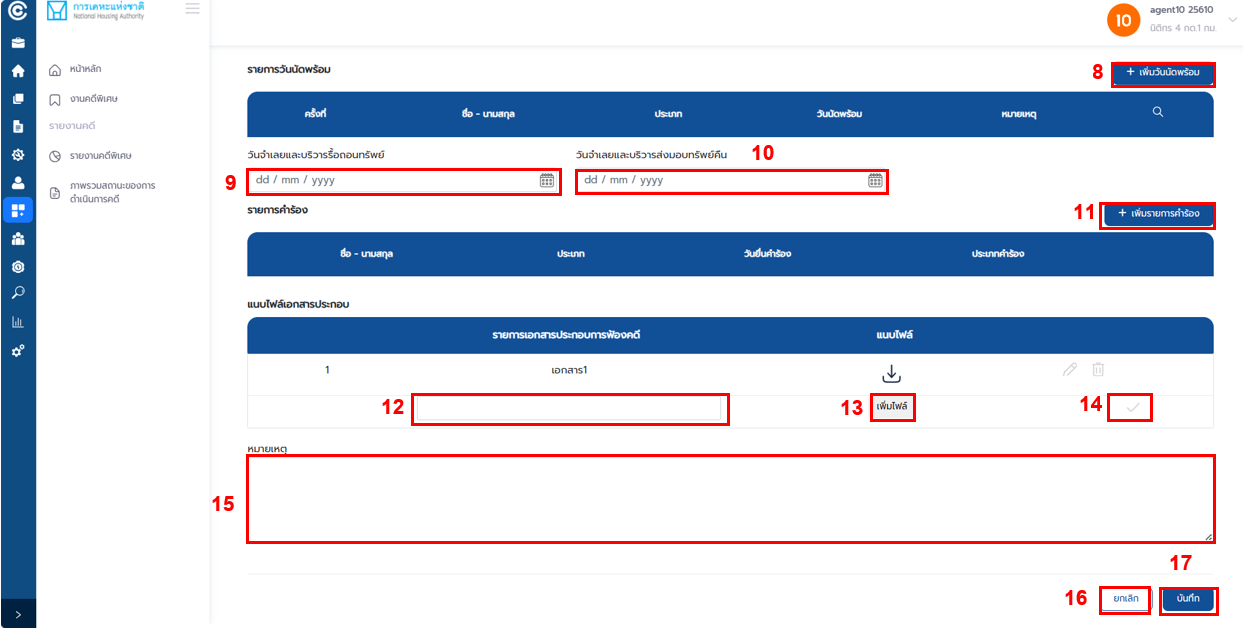 การเคหะแห่งชาติ
National Housing Authority
agent10 25610
10
นิติกร 4 กด.1 กม.
หน้าหลัก
งานคดีพิเศษ
รายงานคดี
รายงานคดีพิเศษ
ภาพรวมสถานะของการ
ดำเนินการคดี
รายการวันนัดพร้อม
8
+ เพิ่มวันนัดพร้อม
ครั้งที่ ชื่อ - นามสกุล ประเภท วันนัดพร้อม หมายเหตุ
วันจำเลยและบริวารรื้อถอนทรัพย์
วันจำเลยและบริวารส่งมอบทรัพย์คืน
10
9
dd / mm / yyyy
dd / mm / yyyy
รายการคำร้อง
11
+ เพิ่มรายการคำร้อง
ชื่อ - นามสกุล ประเภท วันยื่นคำร้อง ประเภทคำร้อง
แนบไฟล์เอกสารประกอบ
รายการเอกสารประกอบการฟ้องคดี แนบไฟล์
1 เอกสาร1
12
13
เพิ่มไฟล์
14
หมายเหตุ
15
17
16
ยกเลิก
บันทึก